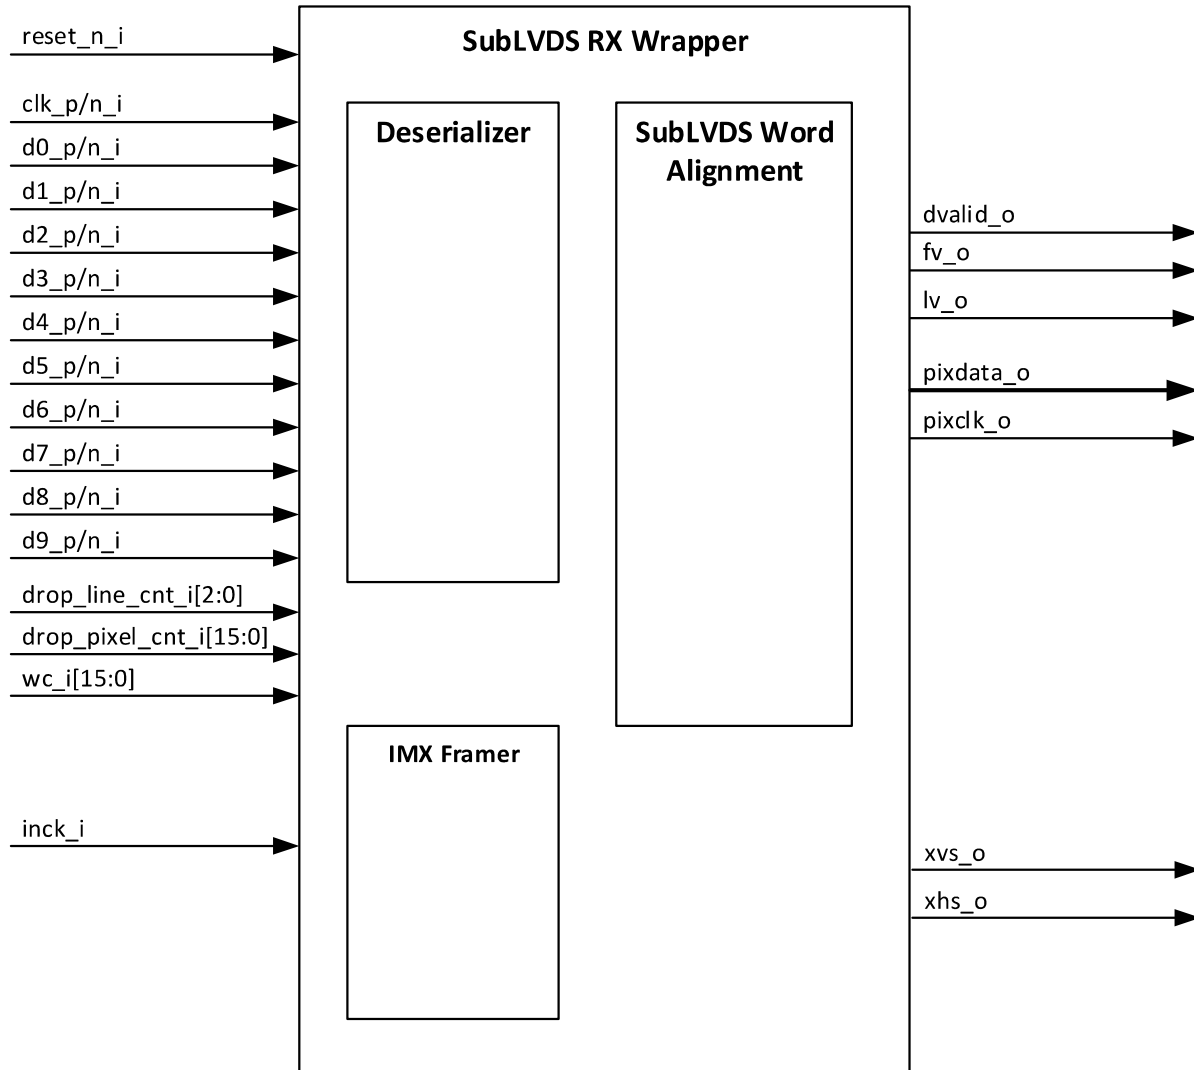 SubLVDS RX Wrapper
reset_n_i
clk_p/n_i
d0_p/n_i
d1_p/n_i
d2_p/n_i
d3_p/n_i
d4_p/n_i
d5_p/n_i
d6_p/n_i
d7_p/n_i
d8_p/n_i
d9_p/n_i
drop_line_cnt_i[2:0]
drop_pixel_cnt_i[15:0]
wc_i[15:0]
inck_i
Deserializer
IMX Framer
SubLVDS Word
Alignment
dvalid_o
fv_o
lv_o
pixdata_o
pixclk_o
xvs_o
xhs_o